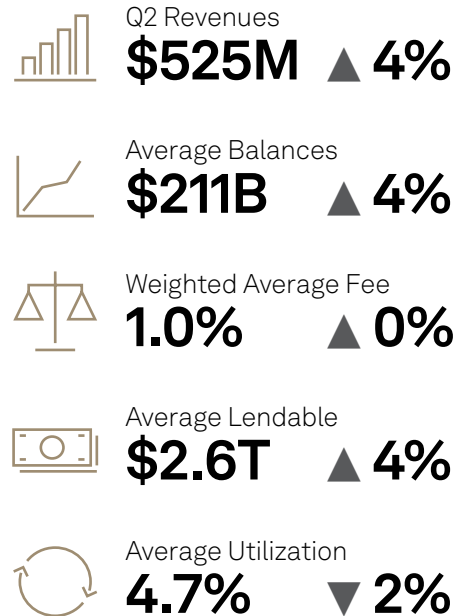 Q2 Revenues
$525M ▲ 4%
Average Balances
$211B ▲ 4%
Weighted Average Fee
1.0% ▲ 0%
Average Lendable
$2.6T ▲ 4%
Average Utilization
4.7% ▼ 2%